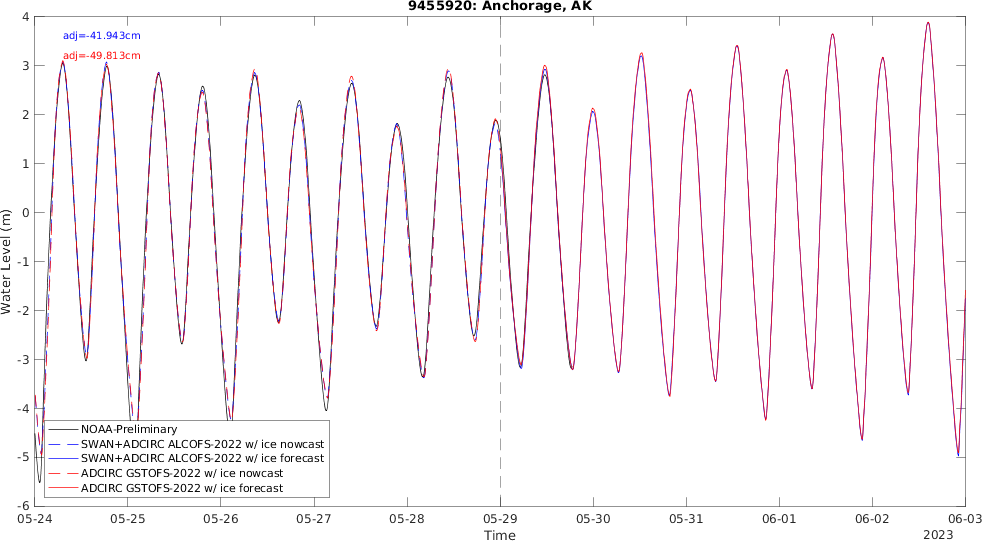 9455920: Anchorage, AK
adj=-41.943cm
adj=-49.813cm
Water Level (m)
4
3
2
1
0
-1
-2
-3
-4
-5
-6
NOAA-Preliminary
SWAN+ADCIRC ALCOFS-2022 w/ ice nowcast
SWAN+ADCIRC ALCOFS-2022 w/ ice forecast
ADCIRC GSTOFS-2022 w/ ice nowcast
ADCIRC GSTOFS-2022 w/ ice forecast
05-24 05-25 05-26 05-27 05-28 05-29 05-30 05-31 06-01 06-02 06-03
Time
2023